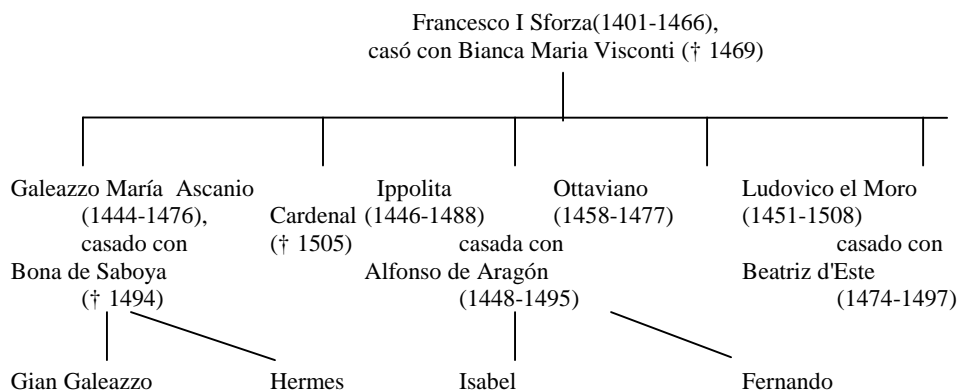 Francesco I Sforza(1401-1466),
casó con Bianca Maria Visconti († 1469)
Galeazzo María Ascanio Ippolita Ottaviano Ludovico el Moro
(1444-1476), Cardenal (1446-1488) (1458-1477) (1451-1508)
casado con († 1505) casada con casado con
Bona de Saboya Alfonso de Aragón Beatriz d'Este
(† 1494) (1448-1495) (1474-1497)
Gian Galeazzo Hermes Isabel Fernando